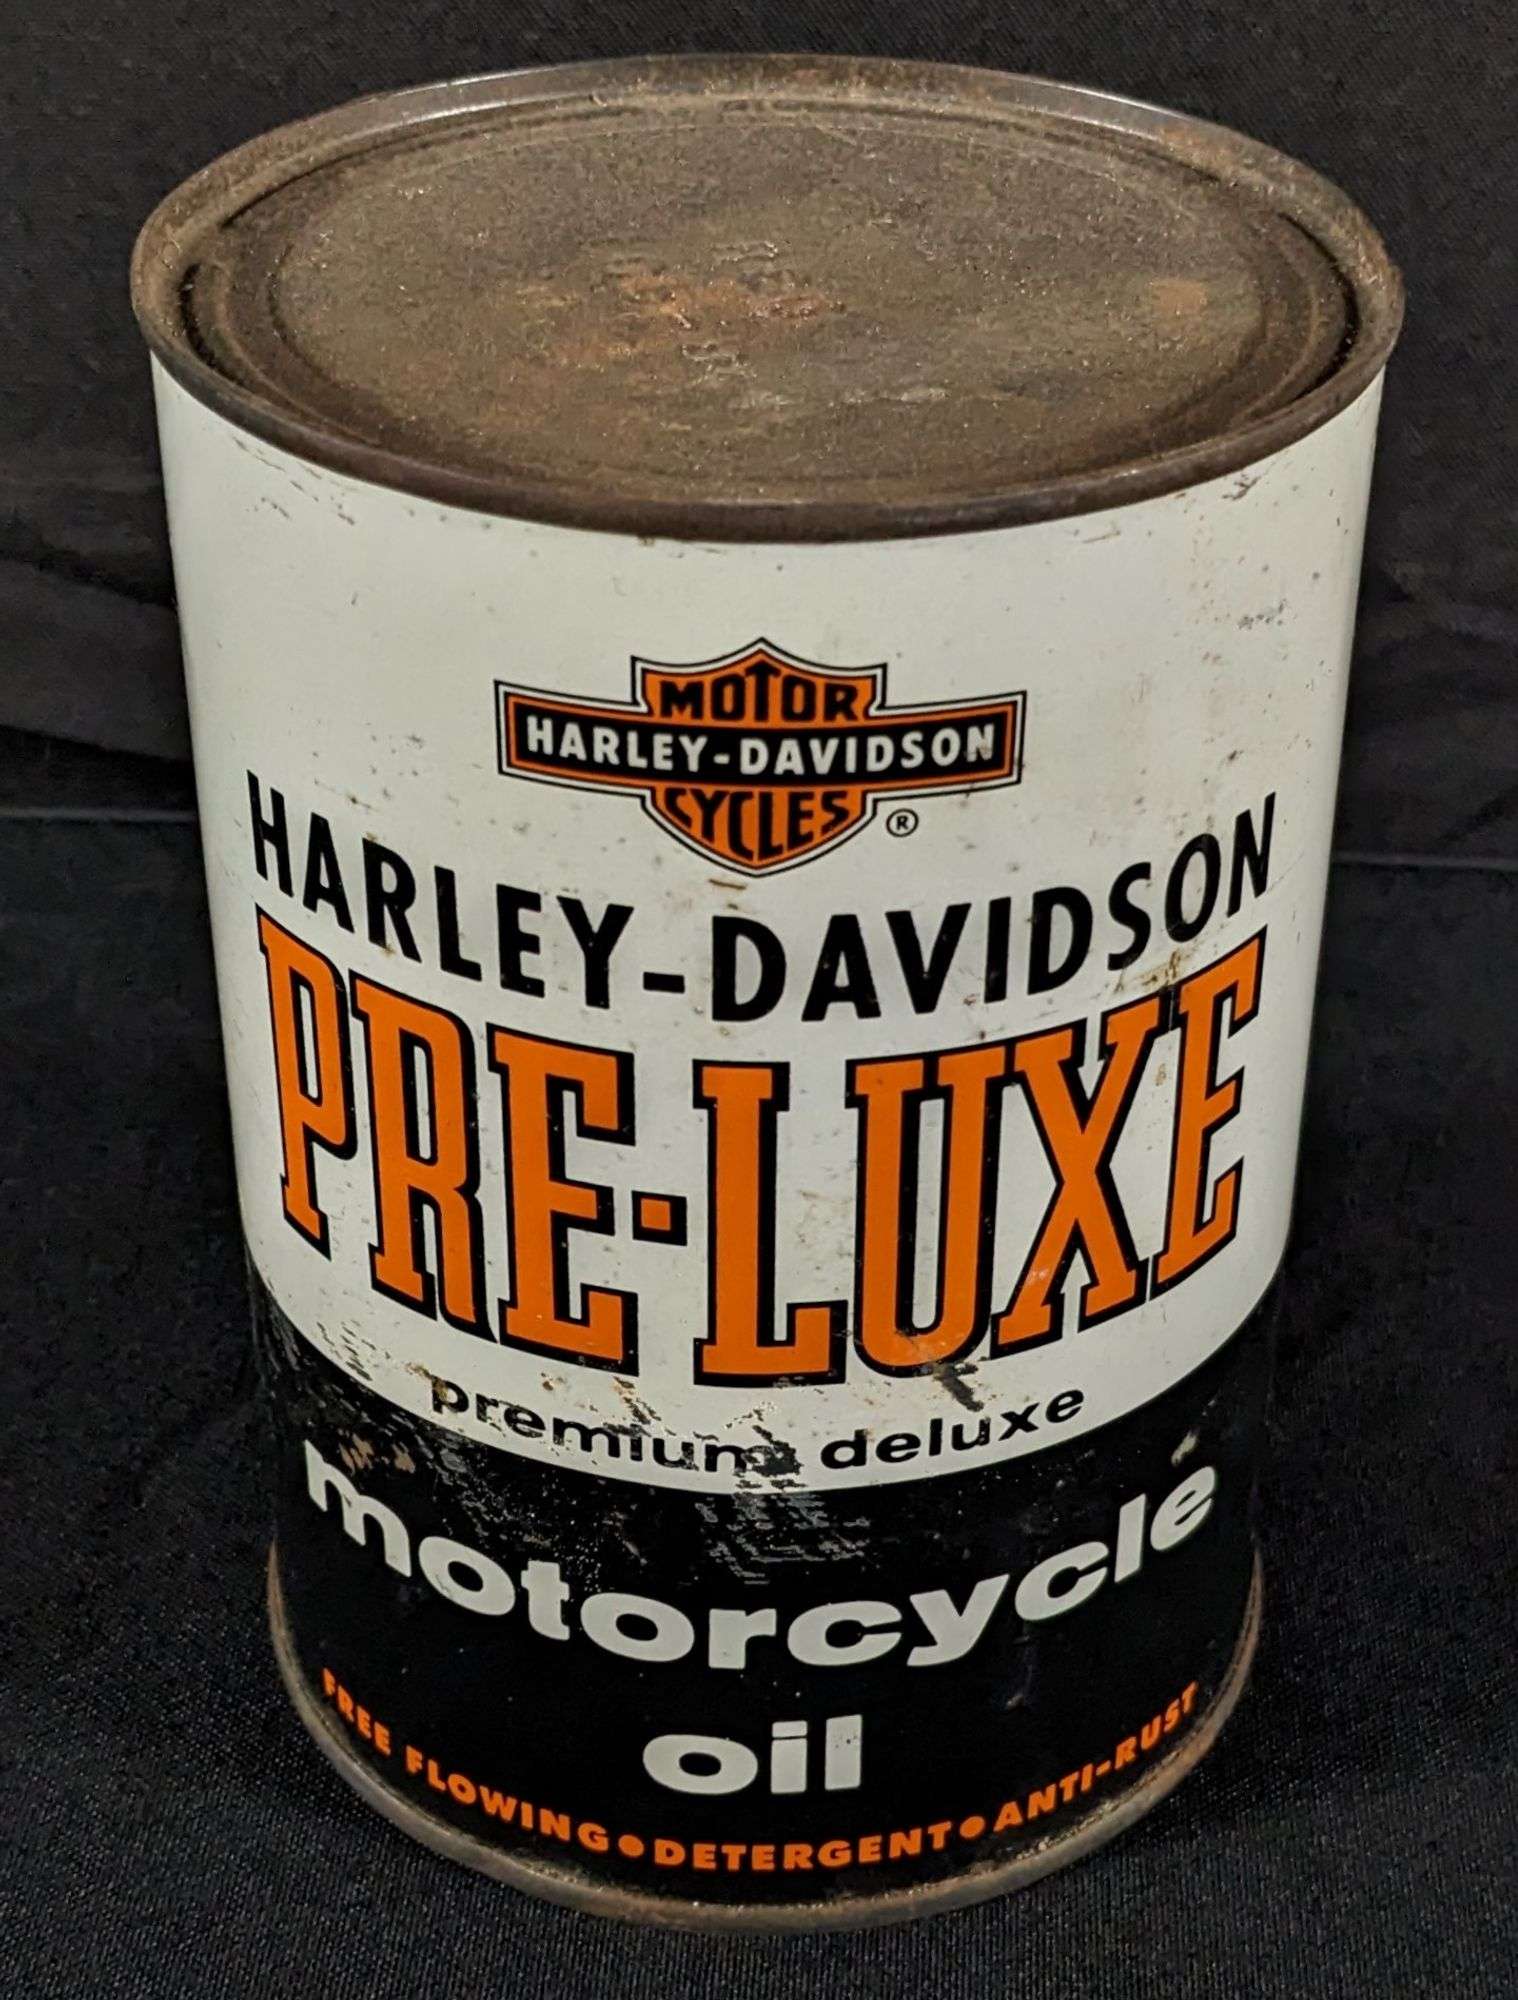 MOTOR
HARLEY-DAVIDSON
CYCLES
®
HARLEY-DAVIDSON
PRE·LUXE
premium deluxe
motorcycle
oil
FREE FLOWING • DETERGENT • ANTI-RUST